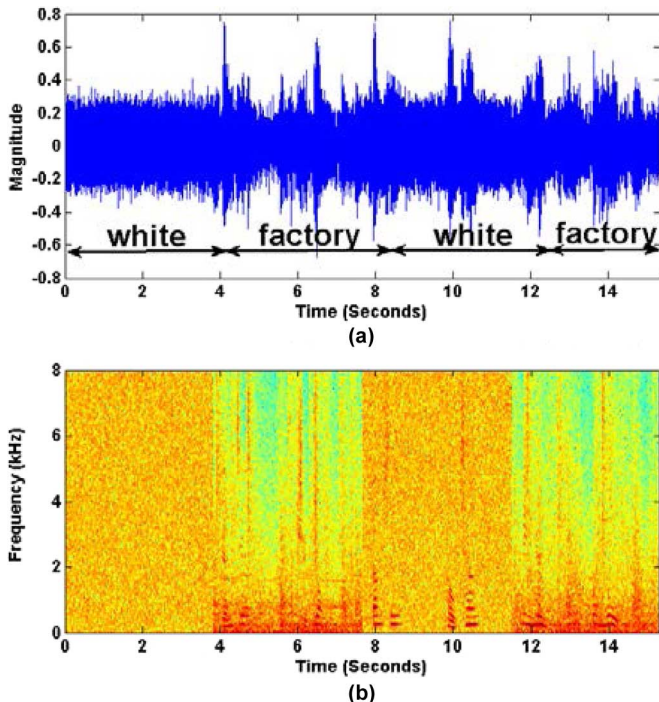 0.8
0.6
0.4
0.2
0
-0.2
-0.4
-0.6
-0.8
Magnitude
white factory white factory
0 2 4 6 8 10 12 14
Time (Seconds)
(a)
8
6
4
2
0
Frequency (kHz)
0 2 4 6 8 10 12 14
Time (Seconds)
(b)